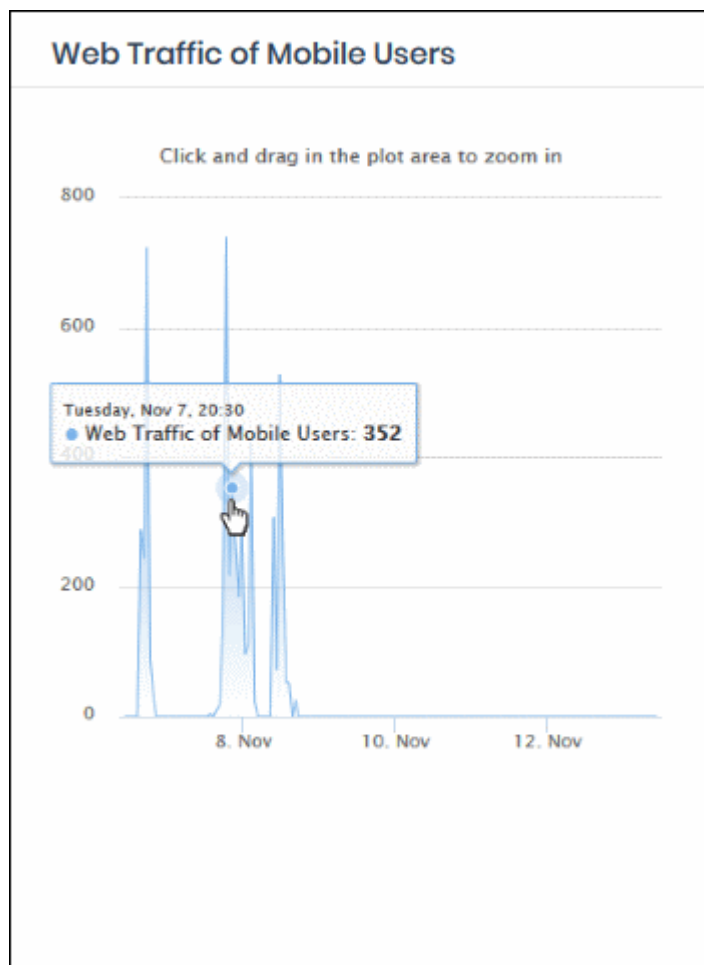 Web Traffic of Mobile Users
Click and drag in the plot area to zoom in
800
600
Tuesday, Nov 7, 20:30
Web Traffic of Mobile Users: 352
400
200
0
8. Nov 10. Nov 12. Nov